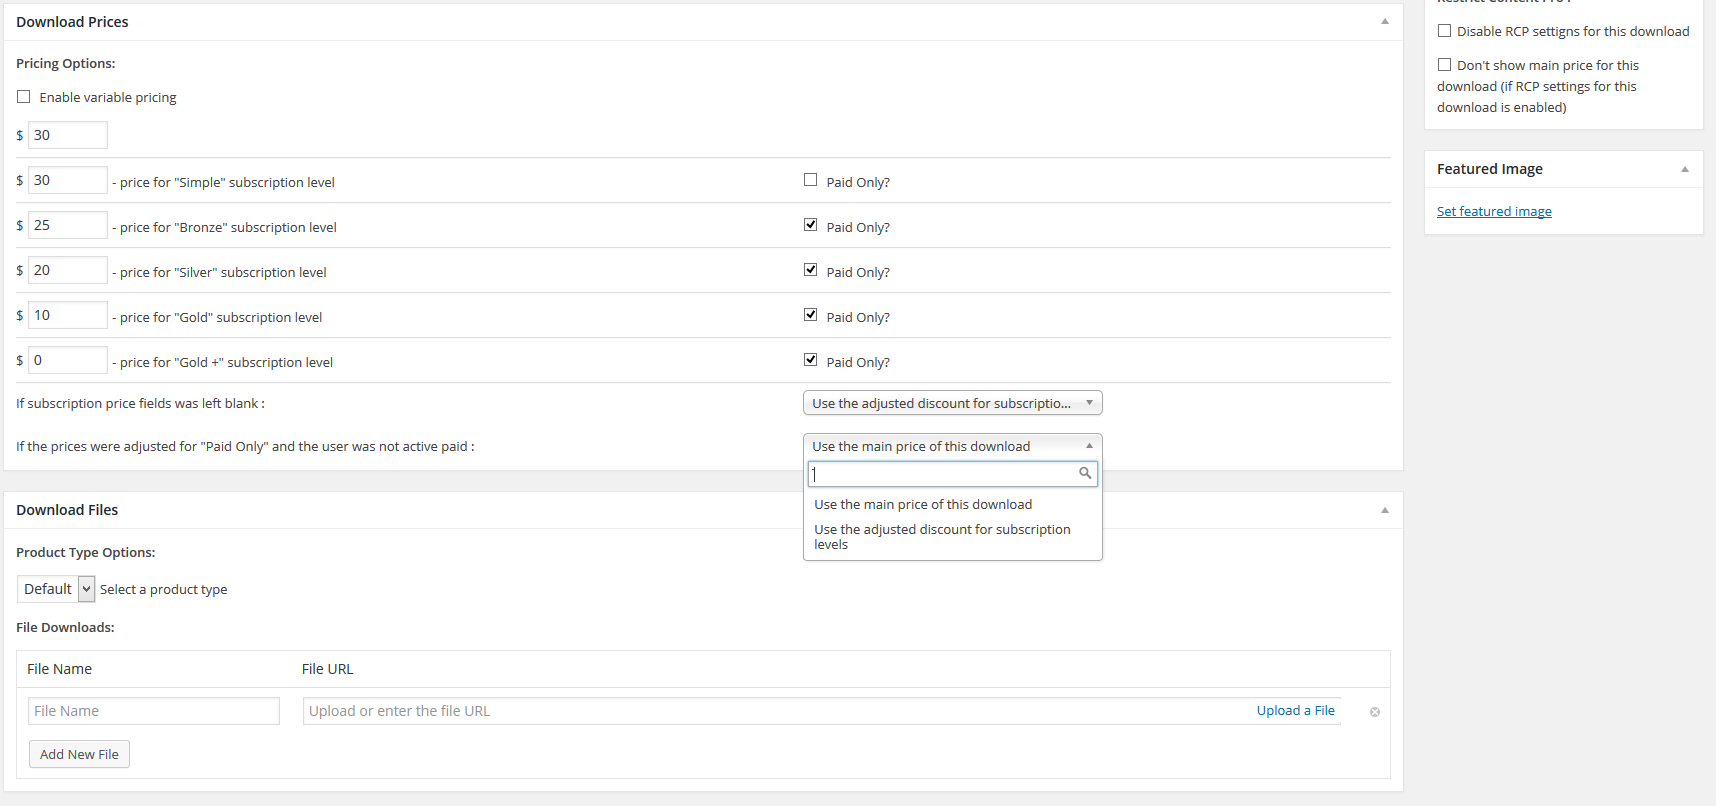 Download Prices
Pricing Options:
Enable variable pricing
$ 30
$ 30 - price for "Simple" subscription level Paid Only?
$ 25 - price for "Bronze" subscription level Paid Only?
$ 20 - price for "Silver" subscription level Paid Only?
$ 10 - price for "Gold" subscription level Paid Only?
$ 0 - price for "Gold +" subscription level Paid Only?
If subscription price fields was left blank : Use the adjusted discount for subscriptio...
If the prices were adjusted for "Paid Only" and the user was not active paid : Use the main price of this download
Use the main price of this download
Use the adjusted discount for subscription
levels
Download Files
Product Type Options:
Default Select a product type
File Downloads:
File Name File URL
File Name Upload or enter the file URL Upload a File
Add New File
Disable RCP settigns for this download
Don't show main price for this
download (if RCP settings for this
download is enabled)
Featured Image
Set featured image